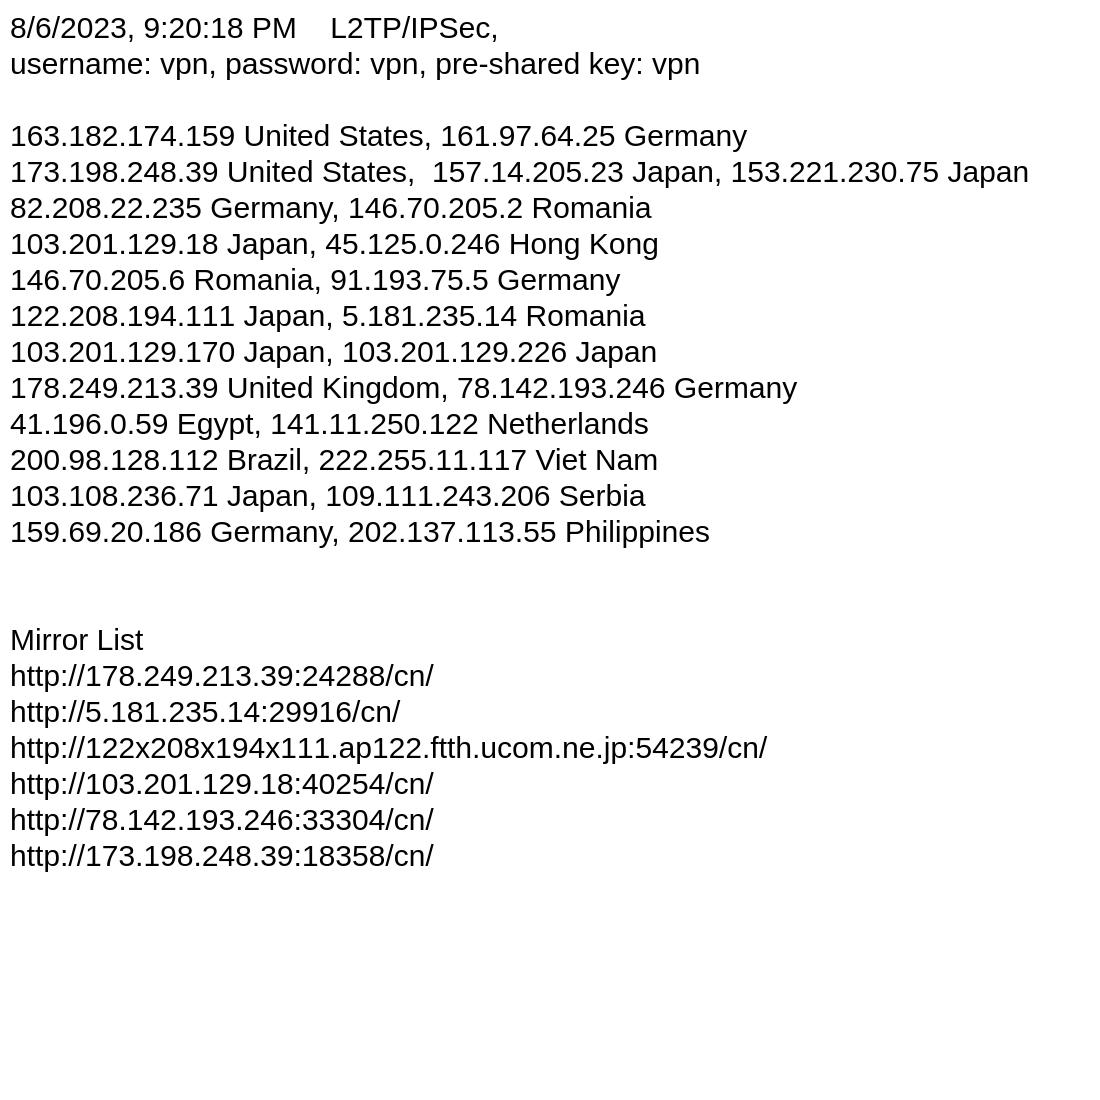 8/6/2023, 9:20:18 PM    L2TP/IPSec,
username: vpn, password: vpn, pre-shared key: vpn
163.182.174.159 United States, 161.97.64.25 Germany
173.198.248.39 United States,  157.14.205.23 Japan, 153.221.230.75 Japan
82.208.22.235 Germany, 146.70.205.2 Romania
103.201.129.18 Japan, 45.125.0.246 Hong Kong
146.70.205.6 Romania, 91.193.75.5 Germany
122.208.194.111 Japan, 5.181.235.14 Romania
103.201.129.170 Japan, 103.201.129.226 Japan
178.249.213.39 United Kingdom, 78.142.193.246 Germany
41.196.0.59 Egypt, 141.11.250.122 Netherlands
200.98.128.112 Brazil, 222.255.11.117 Viet Nam
103.108.236.71 Japan, 109.111.243.206 Serbia
159.69.20.186 Germany, 202.137.113.55 Philippines
Mirror List
http://178.249.213.39:24288/cn/
http://5.181.235.14:29916/cn/
http://122x208x194x111.ap122.ftth.ucom.ne.jp:54239/cn/
http://103.201.129.18:40254/cn/
http://78.142.193.246:33304/cn/
http://173.198.248.39:18358/cn/